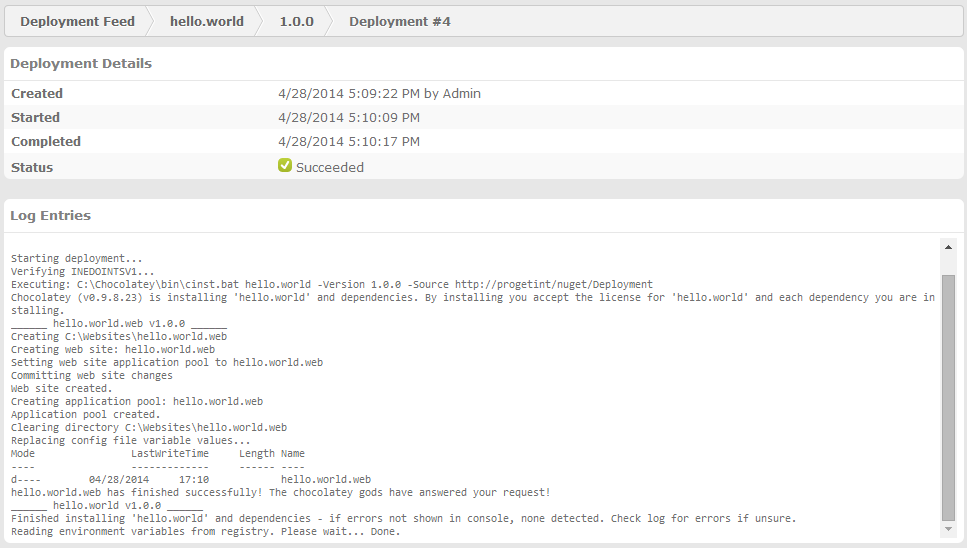 Deployment Feed hello.world 1.0.0 Deployment #4
Deployment Details
Created 4/28/2014 5:09:22 PM by Admin
Started 4/28/2014 5:10:09 PM
Completed 4/28/2014 5:10:17 PM
Status Succeeded
Log Entries
Starting deployment...
Verifying INEDOINTSV1...
Executing: C:\Chocolatey\bin\cinst.bat hello.world -Version 1.0.0 -Source http://progetint/nuget/Deployment
Chocolatey (v0.9.8.23) is installing 'hello.world' and dependencies. By installing you accept the license for 'hello.world' and each dependency you are in
stalling.
______ hello.world.web v1.0.0 ______
Creating C:\Websites\hello.world.web
Creating web site: hello.world.web
Setting web site application pool to hello.world.web
Committing web site changes
Web site created.
Creating application pool: hello.world.web
Application pool created.
Clearing directory C:\Websites\hello.world.web
Replacing config file variable values...
Mode                LastWriteTime     Length Name
----                -------------     ------ ----
d----        04/28/2014     17:10            hello.world.web
hello.world.web has finished successfully! The chocolatey gods have answered your request!
______ hello.world v1.0.0 ______
Finished installing 'hello.world' and dependencies - if errors not shown in console, none detected. Check log for errors if unsure.
Reading environment variables from registry. Please wait... Done.